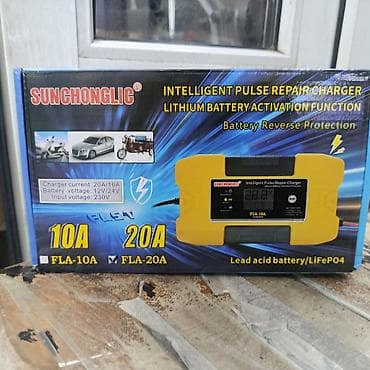 SUNCHONGLIC®
INTELLIGENT PULSE REPAIR CHARGER
LITHIUM BATTERY ACTIVATION FUNCTION
Battery Reverse Protection
Charger current: 20A/16A
Battery voltage: 12V/24V
Input voltage: 230V
Intelligent Pulse Repair Charger
FLA-10A
10A
20A
FLA-10A
FLA-20A
Lead acid battery/LiFePO4